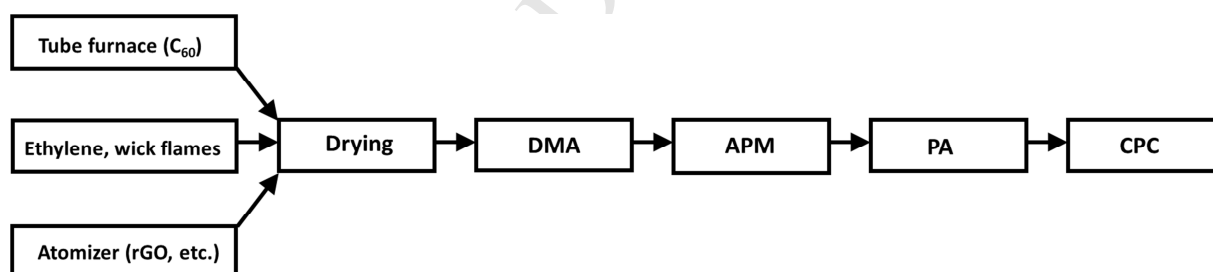 Tube furnace (C₆₀)
Ethylene, wick flames
Atomizer (rGO, etc.)
Drying
DMA
APM
PA
CPC